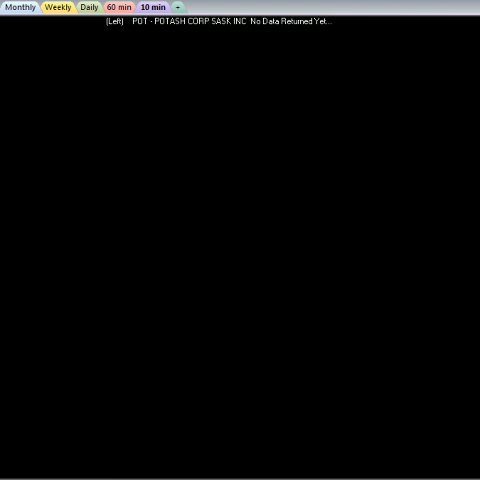 Monthly Weekly Daily 60 min 10 min +
(Left) POT - POTASH CORP SASK INC No Data Returned Yet...